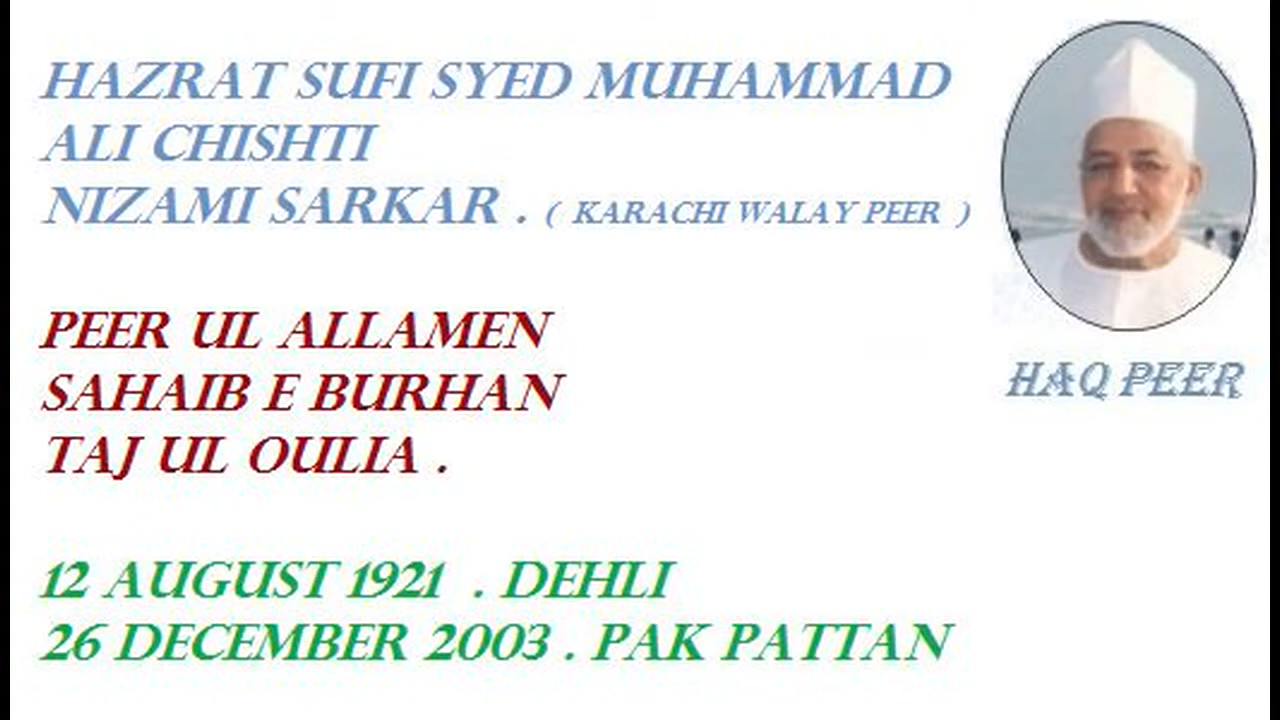 HAZRAT SUFI SYED MUHAMMAD
ALI CHISHTI
NIZAMI SARKAR . ( KARACHI WALAY PEER )
HAQ PEER
PEER UL ALLAMEN
SAHAIB E BURHAN
TAJ UL OULIA .
12 AUGUST 1921 . DEHLI
26 DECEMBER 2003 . PAK PATTAN